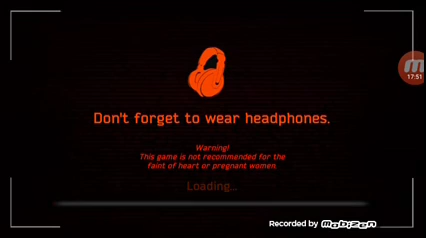 Don't forget to wear headphones.
Warning!
This game is not recommended for the
faint of heart or pregnant women.
Loading...
17:51
Recorded by mobizen